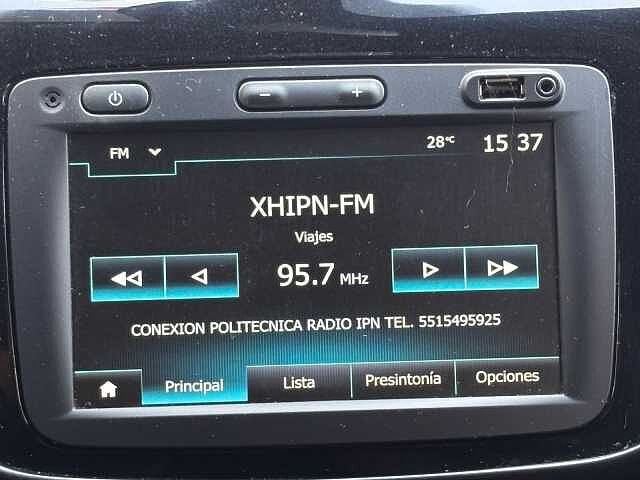 FM 28°C 15 37
XHIPN-FM
Viajes
95.7 MHz
CONEXION POLITECNICA RADIO IPN TEL. 5515495925
Principal Lista Presintonía Opciones